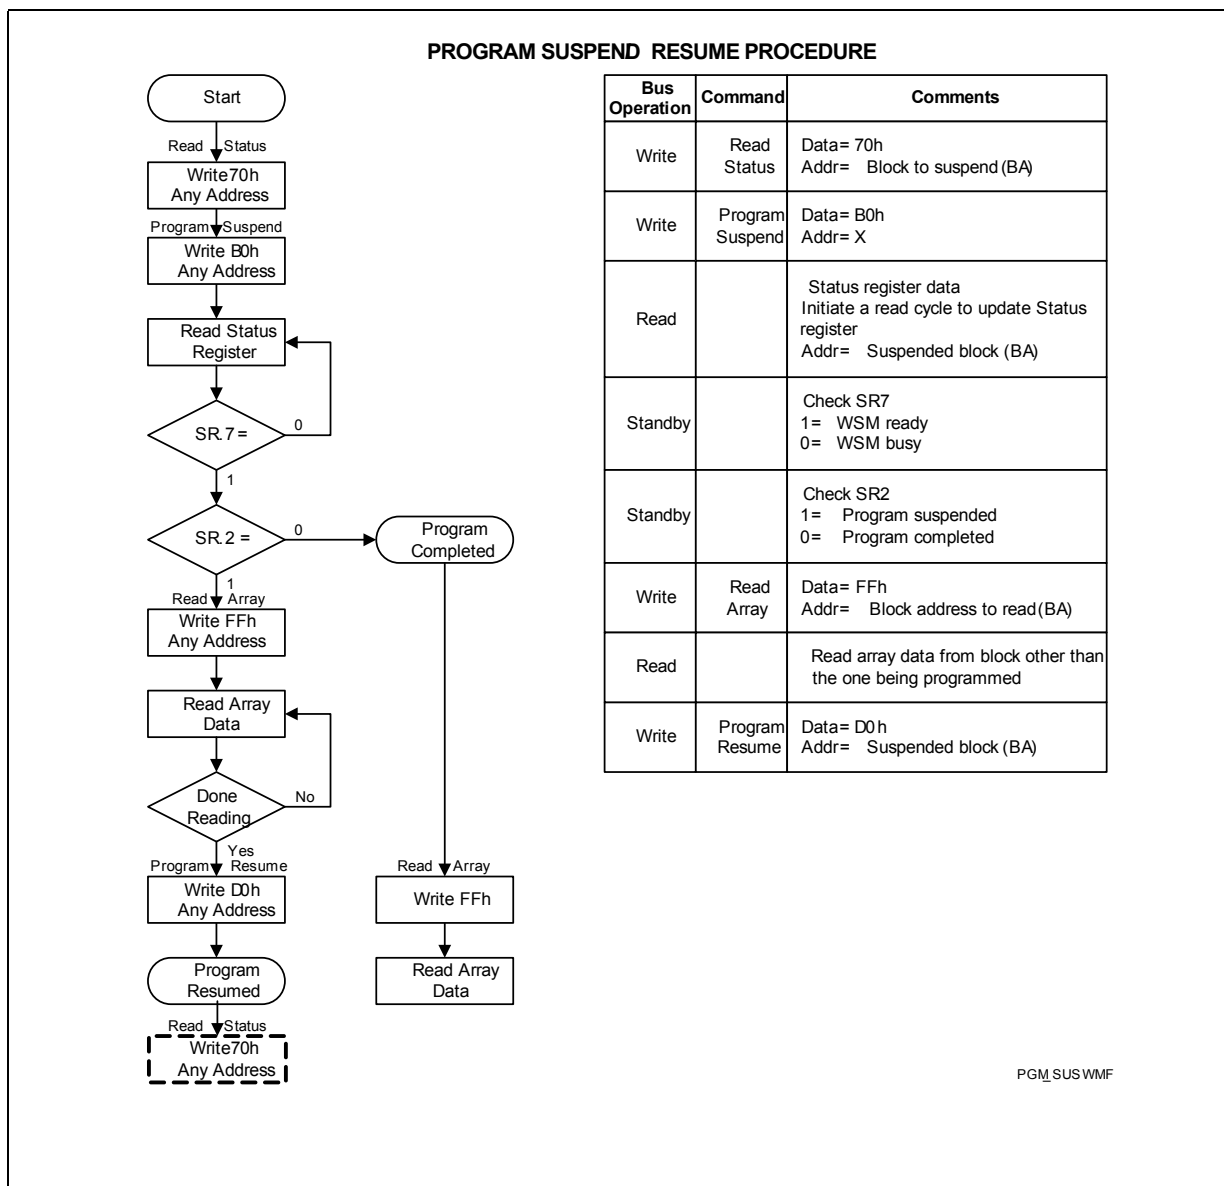 PROGRAM SUSPEND RESUME PROCEDURE
Start
Read Status
Write70h
Any Address
Program Suspend
Write B0h
Any Address
Read Status
Register
SR.7 =
0
1
SR.2 =
0
Program
Completed
1
Read Array
Write FFh
Any Address
Read Array
Data
Done
Reading
No
Yes
Program Resume
Write D0h
Any Address
Program
Resumed
Read Status
Write70h
Any Address
Read Array
Write FFh
Read Array
Data
Bus
Operation
Command
Comments
Write
Read
Status
Data= 70h
Addr= Block to suspend (BA)
Write
Program
Suspend
Data= B0h
Addr= X
Read
Status register data
Initiate a read cycle to update Status
register
Addr= Suspended block (BA)
Standby
Check SR7
1= WSM ready
0= WSM busy
Standby
Check SR2
1= Program suspended
0= Program completed
Write
Read
Array
Data= FFh
Addr= Block address to read (BA)
Read
Read array data from block other than
the one being programmed
Write
Program
Resume
Data= D0h
Addr= Suspended block (BA)
PGM_SUS WMF